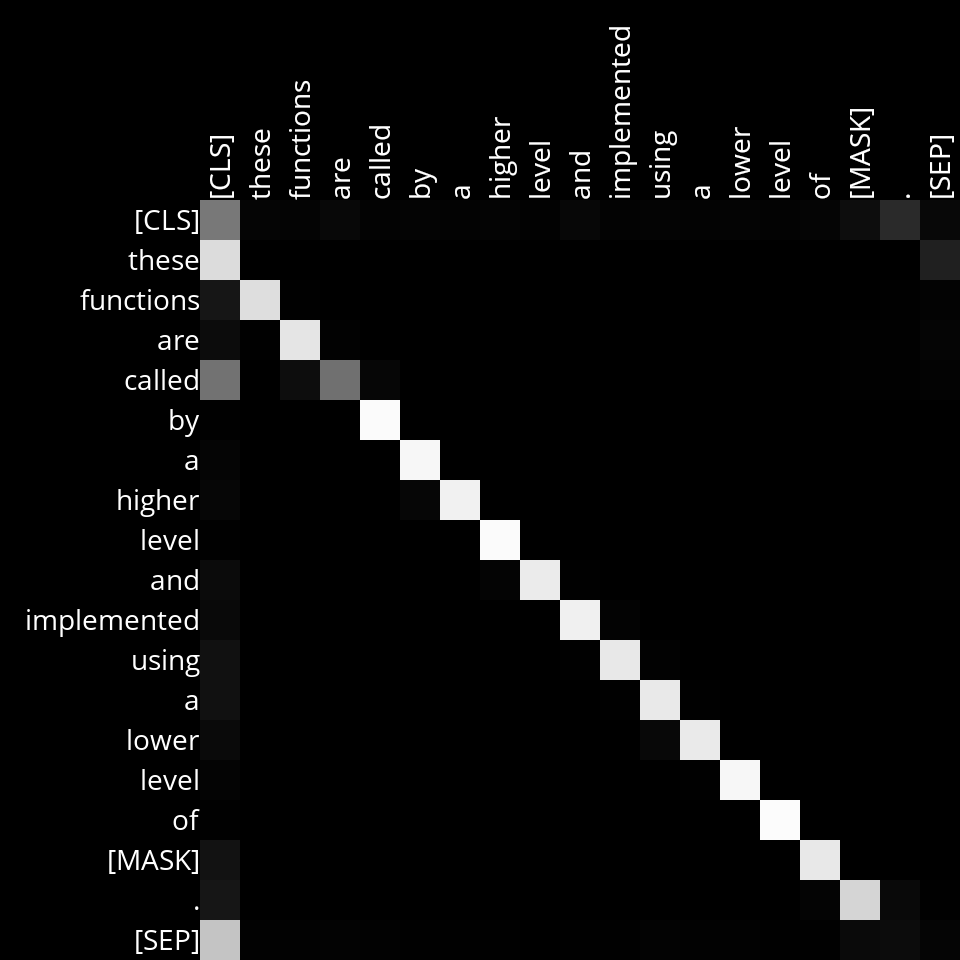 [CLS]
these
functions
are
called
by
a
higher
level
and
implemented
using
a
lower
level
of
[MASK]
.
[SEP]
[CLS]
these
functions
are
called
by
a
higher
level
and
implemented
using
a
lower
level
of
[MASK]
.
[SEP]